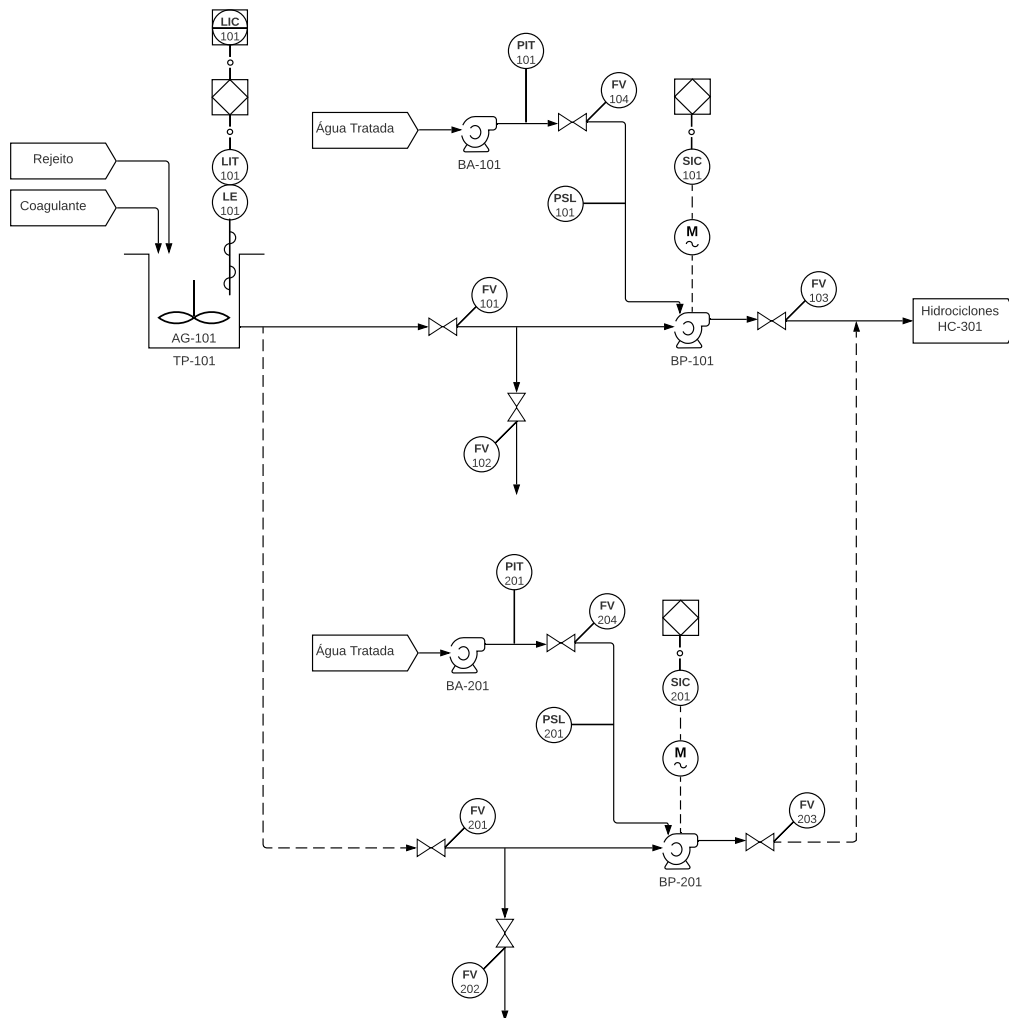 LIC
101
PIT
101
FV
104
Água Tratada
BA-101
Rejeito
Coagulante
LIT
101
LE
101
SIC
101
PSL
101
M
FV
101
FV
103
Hidrociclones
HC-301
AG-101
TP-101
BP-101
FV
102
PIT
201
FV
204
Água Tratada
BA-201
SIC
201
PSL
201
M
FV
201
FV
203
BP-201
FV
202